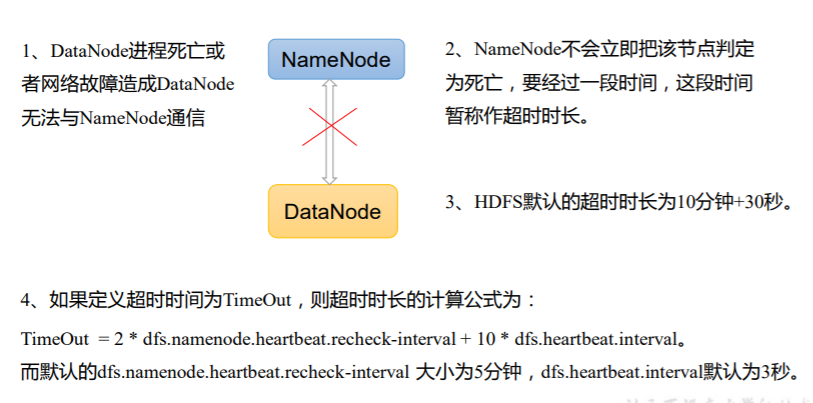 1、DataNode进程死亡或
者网络故障造成DataNode
无法与NameNode通信
NameNode
DataNode
2、NameNode不会立即把该节点判定
为死亡，要经过一段时间，这段时间
暂称作超时时长。
3、HDFS默认的超时时长为10分钟+30秒。
4、如果定义超时时间为TimeOut，则超时时长的计算公式为：
TimeOut = 2 * dfs.namenode.heartbeat.recheck-interval + 10 * dfs.heartbeat.interval。
而默认的dfs.namenode.heartbeat.recheck-interval 大小为5分钟，dfs.heartbeat.interval默认为3秒。